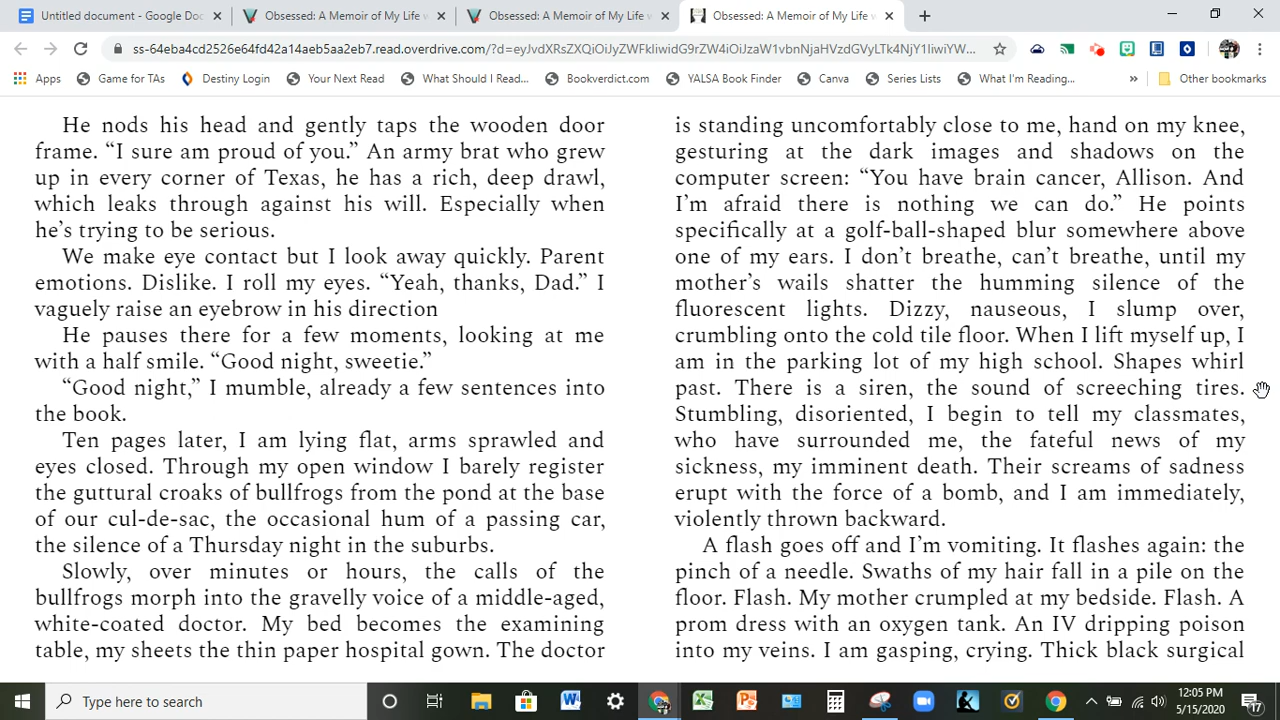 Untitled document - Google Doc
Obsessed: A Memoir of My Life w
Obsessed: A Memoir of My Life w
Obsessed: A Memoir of My Life w
ss-64eba4cd2526e64fd42a14aeb5aa2eb7.read.overdrive.com/?d=eyJvdXRsZXQiOiJyZWFkIiwidG9rZW4iOiJzaW1vbnNjaHVzdGVyLTk4NjY1IiwiYW...
Apps
Game for TAs
Destiny Login
Your Next Read
What Should I Read...
Bookverdict.com
YALSA Book Finder
Canva
Series Lists
What I'm Reading...
»
Other bookmarks
He nods his head and gently taps the wooden door
frame. “I sure am proud of you.” An army brat who grew
up in every corner of Texas, he has a rich, deep drawl,
which leaks through against his will. Especially when
he’s trying to be serious.
We make eye contact but I look away quickly. Parent
emotions. Dislike. I roll my eyes. “Yeah, thanks, Dad.” I
vaguely raise an eyebrow in his direction
He pauses there for a few moments, looking at me
with a half smile. “Good night, sweetie.”
“Good night,” I mumble, already a few sentences into
the book.
Ten pages later, I am lying flat, arms sprawled and
eyes closed. Through my open window I barely register
the guttural croaks of bullfrogs from the pond at the base
of our cul-de-sac, the occasional hum of a passing car,
the silence of a Thursday night in the suburbs.
Slowly, over minutes or hours, the calls of the
bullfrogs morph into the gravelly voice of a middle-aged,
white-coated doctor. My bed becomes the examining
table, my sheets the thin paper hospital gown. The doctor
is standing uncomfortably close to me, hand on my knee,
gesturing at the dark images and shadows on the
computer screen: “You have brain cancer, Allison. And
I’m afraid there is nothing we can do.” He points
specifically at a golf-ball-shaped blur somewhere above
one of my ears. I don’t breathe, can’t breathe, until my
mother’s wails shatter the humming silence of the
fluorescent lights. Dizzy, nauseous, I slump over,
crumbling onto the cold tile floor. When I lift myself up, I
am in the parking lot of my high school. Shapes whirl
past. There is a siren, the sound of screeching tires.
Stumbling, disoriented, I begin to tell my classmates,
who have surrounded me, the fateful news of my
sickness, my imminent death. Their screams of sadness
erupt with the force of a bomb, and I am immediately,
violently thrown backward.
A flash goes off and I’m vomiting. It flashes again: the
pinch of a needle. Swaths of my hair fall in a pile on the
floor. Flash. My mother crumpled at my bedside. Flash. A
prom dress with an oxygen tank. An IV dripping poison
into my veins. I am gasping, crying. Thick black surgical
Type here to search
12:05 PM
5/15/2020
17